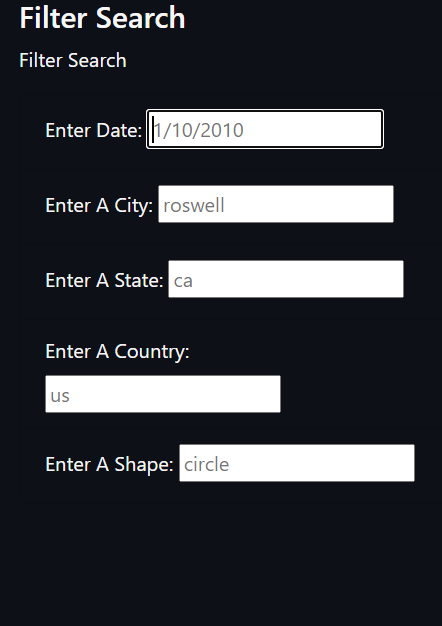 Filter Search
Filter Search
Enter Date: 1/10/2010
Enter A City: roswell
Enter A State: ca
Enter A Country:
us
Enter A Shape: circle